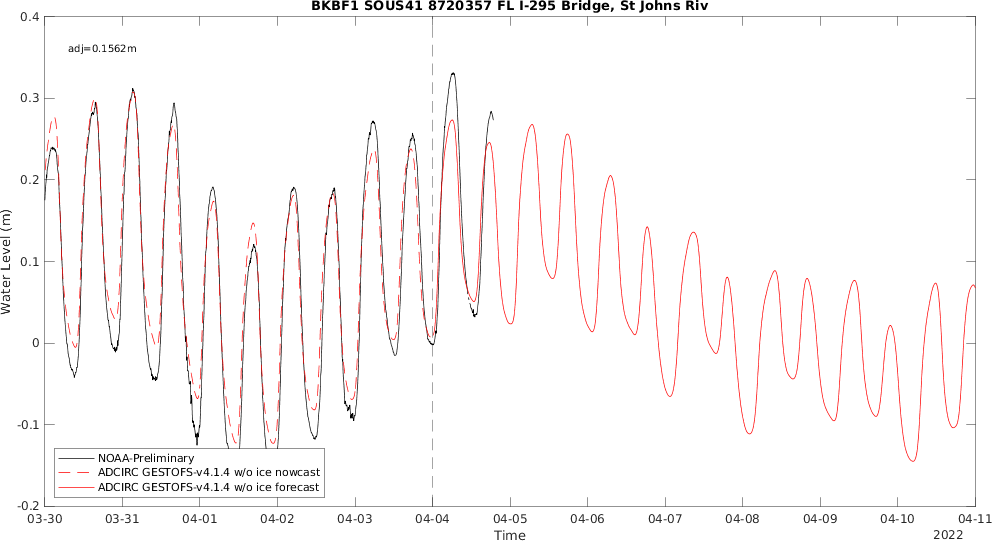 BKBF1 SOUS41 8720357 FL I-295 Bridge, St Johns Riv
adj=0.1562m
0.4
0.3
0.2
0.1
0
-0.1
-0.2
Water Level (m)
NOAA-Preliminary
ADCIRC GESTOFS-v4.1.4 w/o ice nowcast
ADCIRC GESTOFS-v4.1.4 w/o ice forecast
03-30 03-31 04-01 04-02 04-03 04-04 04-05 04-06 04-07 04-08 04-09 04-10 04-11
Time
2022